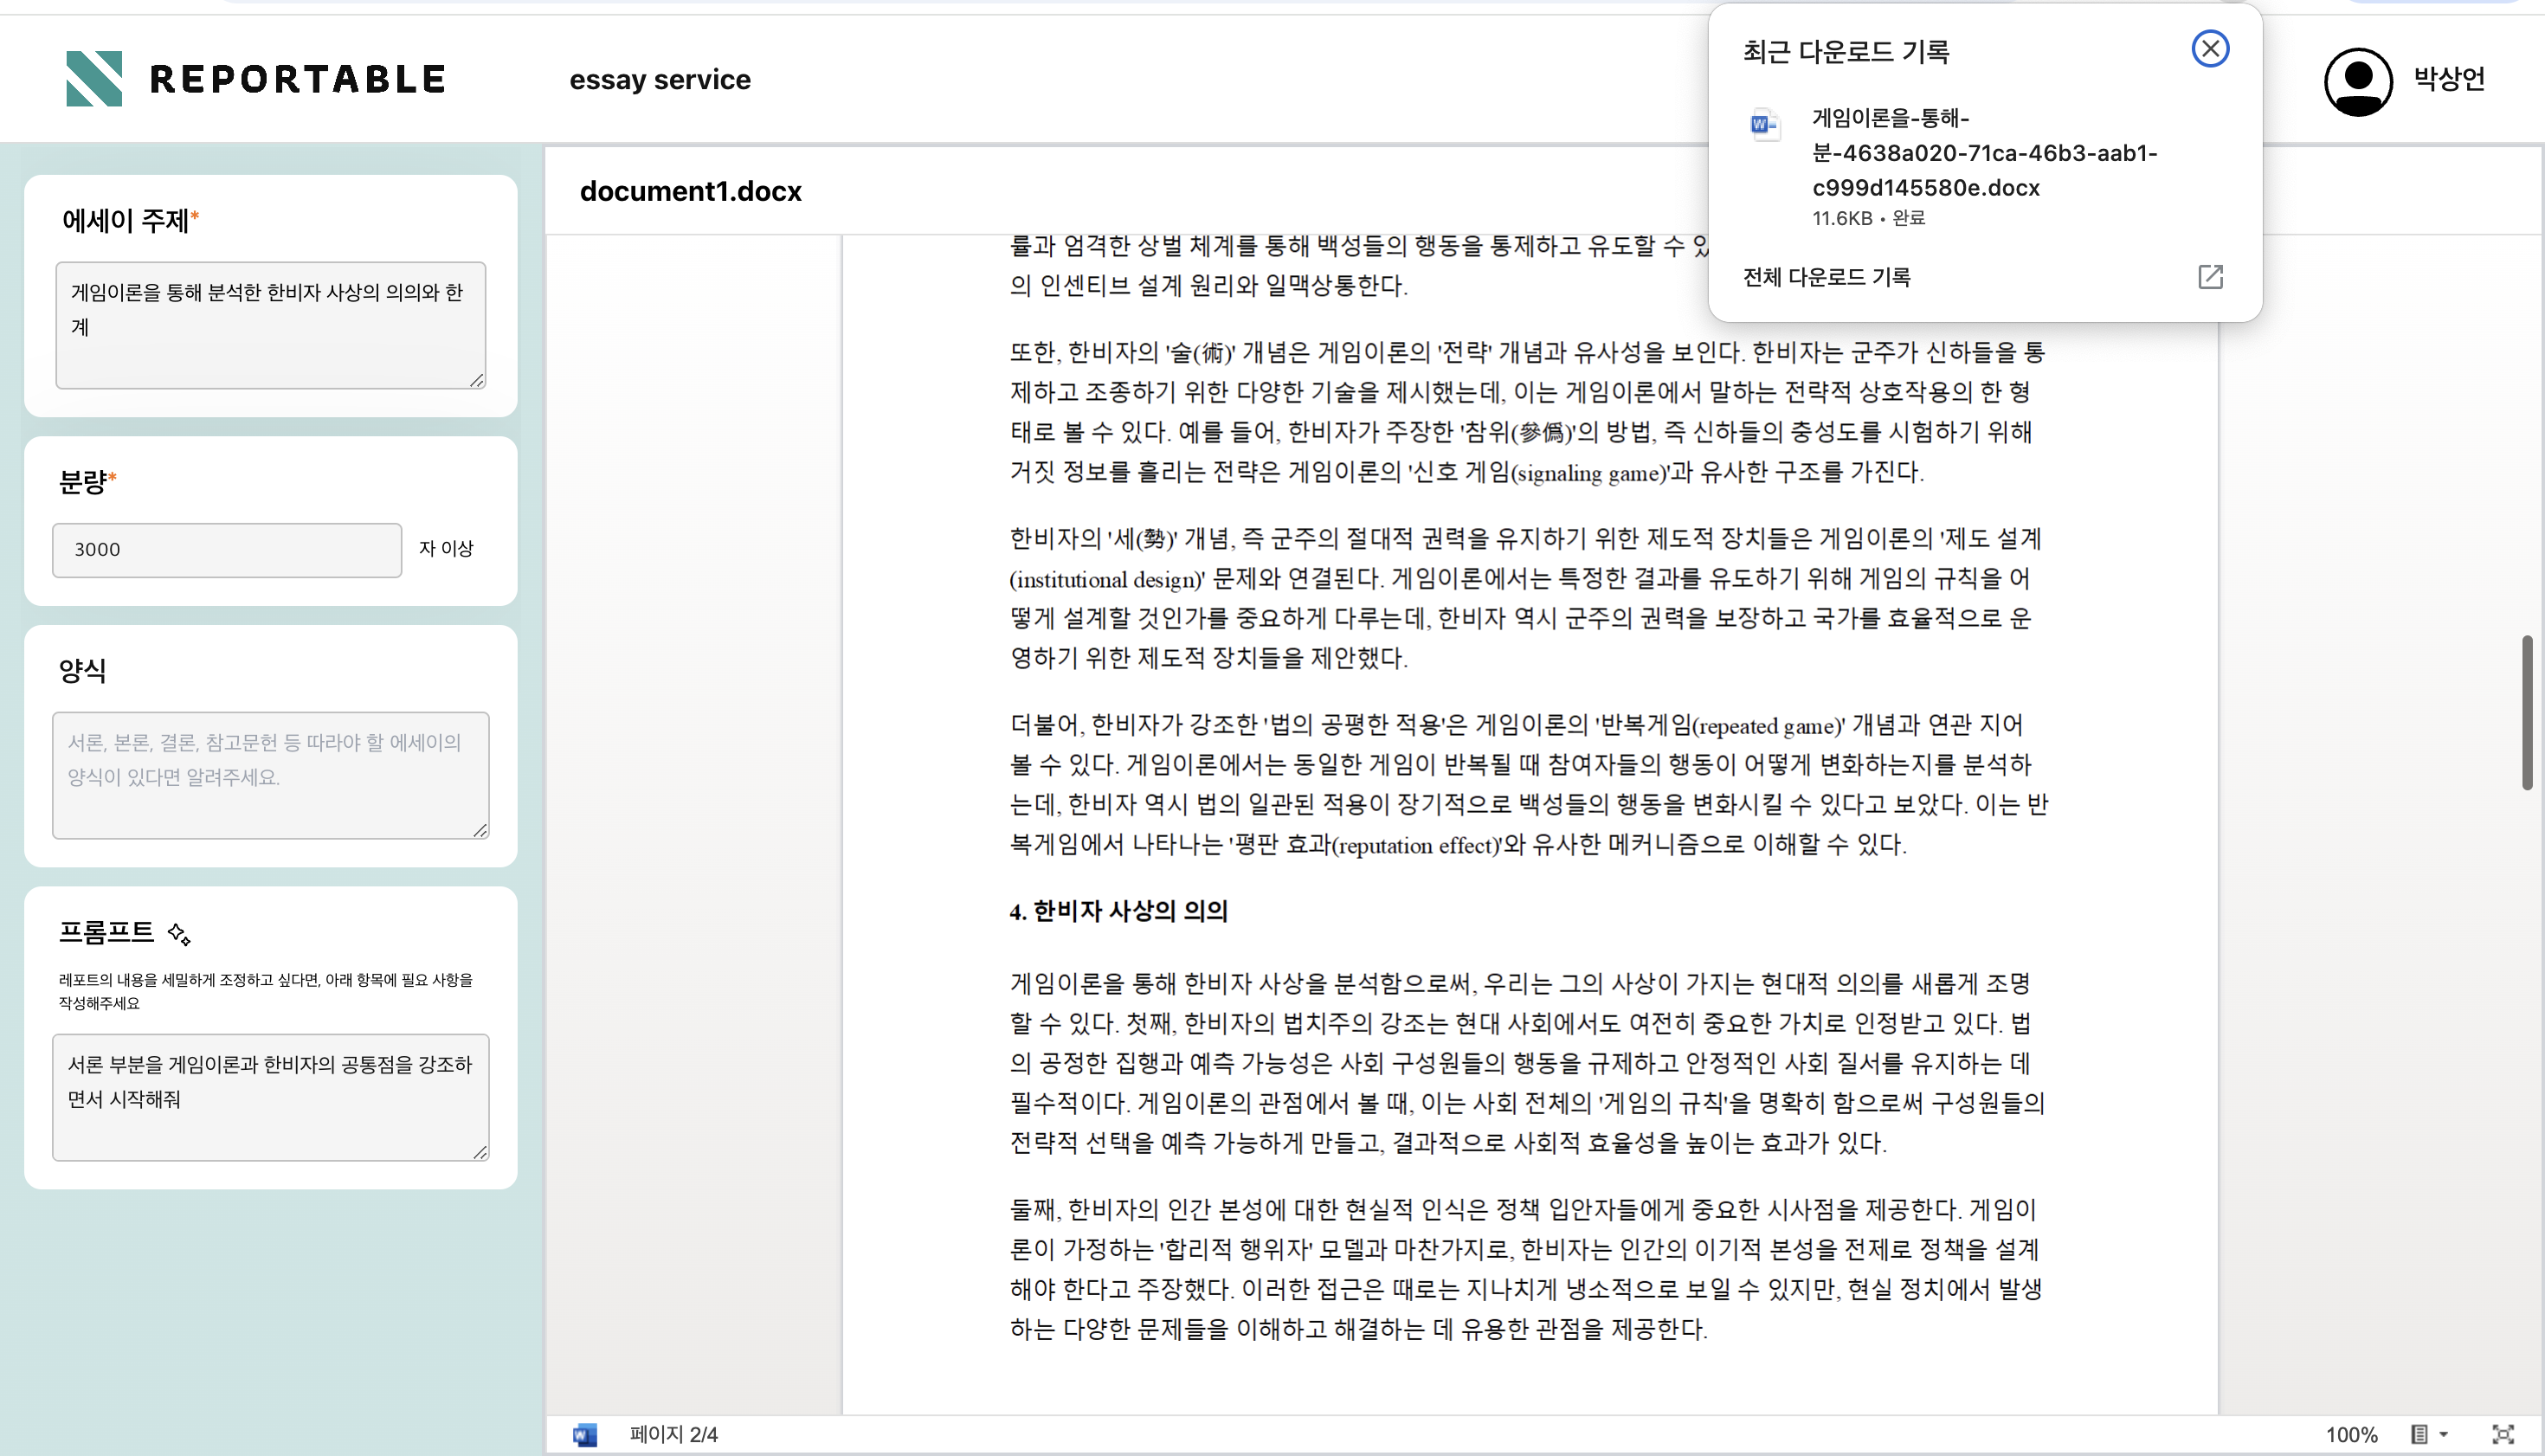 REPORTABLE
essay service
박상언
최근 다운로드 기록
게임이론을-통해-
분-4638a020-71ca-46b3-aab1-
c999d145580e.docx
11.6KB • 완료
전체 다운로드 기록
에세이 주제*
게임이론을 통해 분석한 한비자 사상의 의의와 한
계
분량*
3000
자 이상
양식
서론, 본론, 결론, 참고문헌 등 따라야 할 에세이의
양식이 있다면 알려주세요.
프롬프트
레포트의 내용을 세밀하게 조정하고 싶다면, 아래 항목에 필요 사항을
작성해주세요
서론 부분을 게임이론과 한비자의 공통점을 강조하
면서 시작해줘
document1.docx
률과 엄격한 상벌 체계를 통해 백성들의 행동을 통제하고 유도할 수 있
의 인센티브 설계 원리와 일맥상통한다.
또한, 한비자의 '술(術)' 개념은 게임이론의 '전략' 개념과 유사성을 보인다. 한비자는 군주가 신하들을 통
제하고 조종하기 위한 다양한 기술을 제시했는데, 이는 게임이론에서 말하는 전략적 상호작용의 한 형
태로 볼 수 있다. 예를 들어, 한비자가 주장한 '참위(參僞)'의 방법, 즉 신하들의 충성도를 시험하기 위해
거짓 정보를 흘리는 전략은 게임이론의 '신호 게임(signaling game)'과 유사한 구조를 가진다.
한비자의 '세(勢)' 개념, 즉 군주의 절대적 권력을 유지하기 위한 제도적 장치들은 게임이론의 '제도 설계
(institutional design)' 문제와 연결된다. 게임이론에서는 특정한 결과를 유도하기 위해 게임의 규칙을 어
떻게 설계할 것인가를 중요하게 다루는데, 한비자 역시 군주의 권력을 보장하고 국가를 효율적으로 운
영하기 위한 제도적 장치들을 제안했다.
더불어, 한비자가 강조한 '법의 공평한 적용'은 게임이론의 '반복게임(repeated game)' 개념과 연관 지어
볼 수 있다. 게임이론에서는 동일한 게임이 반복될 때 참여자들의 행동이 어떻게 변화하는지를 분석하
는데, 한비자 역시 법의 일관된 적용이 장기적으로 백성들의 행동을 변화시킬 수 있다고 보았다. 이는 반
복게임에서 나타나는 '평판 효과(reputation effect)'와 유사한 메커니즘으로 이해할 수 있다.
4. 한비자 사상의 의의
게임이론을 통해 한비자 사상을 분석함으로써, 우리는 그의 사상이 가지는 현대적 의의를 새롭게 조명
할 수 있다. 첫째, 한비자의 법치주의 강조는 현대 사회에서도 여전히 중요한 가치로 인정받고 있다. 법
의 공정한 집행과 예측 가능성은 사회 구성원들의 행동을 규제하고 안정적인 사회 질서를 유지하는 데
필수적이다. 게임이론의 관점에서 볼 때, 이는 사회 전체의 '게임의 규칙'을 명확히 함으로써 구성원들의
전략적 선택을 예측 가능하게 만들고, 결과적으로 사회적 효율성을 높이는 효과가 있다.
둘째, 한비자의 인간 본성에 대한 현실적 인식은 정책 입안자들에게 중요한 시사점을 제공한다. 게임이
론이 가정하는 '합리적 행위자' 모델과 마찬가지로, 한비자는 인간의 이기적 본성을 전제로 정책을 설계
해야 한다고 주장했다. 이러한 접근은 때로는 지나치게 냉소적으로 보일 수 있지만, 현실 정치에서 발생
하는 다양한 문제들을 이해하고 해결하는 데 유용한 관점을 제공한다.
페이지 2/4
100%